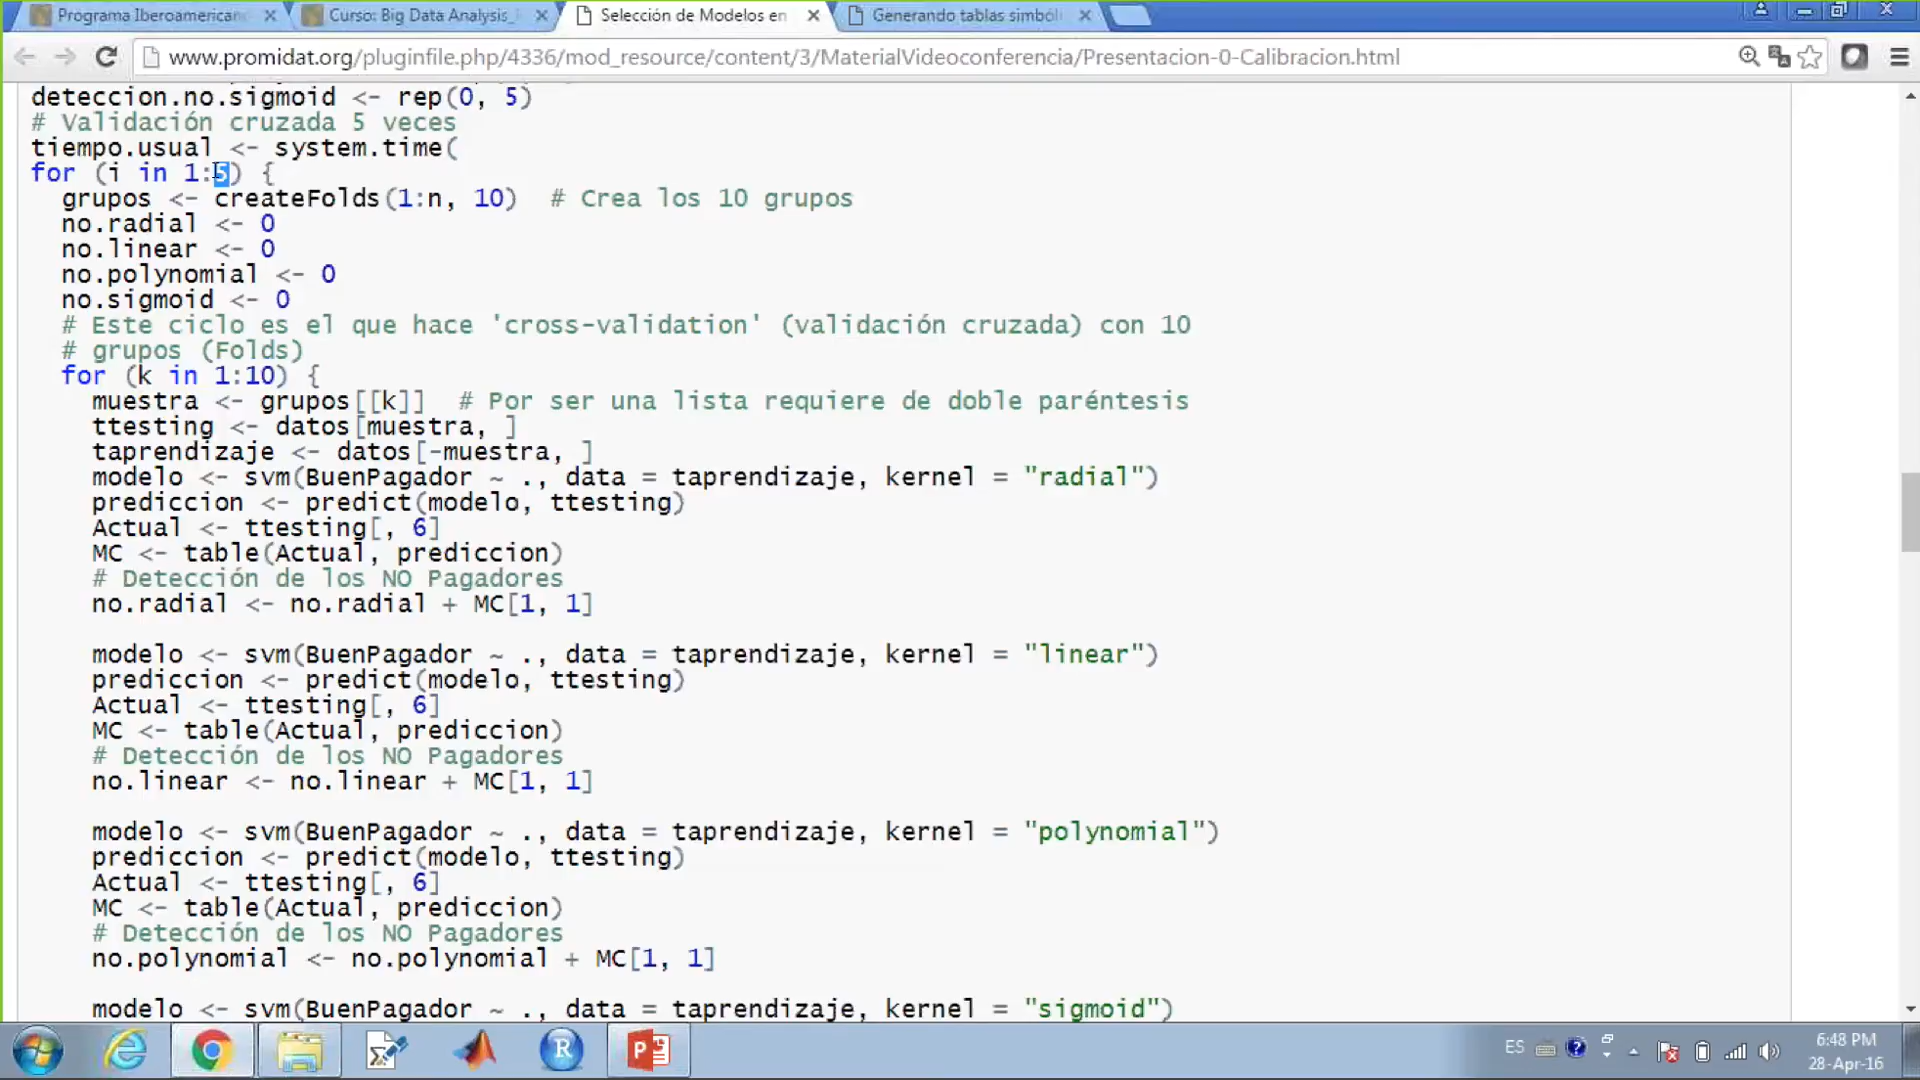 Programa Iberoamerican
Curso: Big Data Analysis_
Selección de Modelos en
Generando tablas simból
www.promidat.org/pluginfile.php/4336/mod_resource/content/3/MaterialVideoconferencia/Presentacion-0-Calibracion.html
deteccion.no.sigmoid <- rep(0, 5)
# Validación cruzada 5 veces
tiempo.usual <- system.time(
for (i in 1:5) {
  grupos <- createFolds(1:n, 10)  # Crea los 10 grupos
  no.radial <- 0
  no.linear <- 0
  no.polynomial <- 0
  no.sigmoid <- 0
  # Este ciclo es el que hace 'cross-validation' (validación cruzada) con 10
  # grupos (Folds)
  for (k in 1:10) {
    muestra <- grupos[[k]]  # Por ser una lista requiere de doble paréntesis
    ttesting <- datos[muestra, ]
    taprendizaje <- datos[-muestra, ]
    modelo <- svm(BuenPagador ~ ., data = taprendizaje, kernel = "radial")
    prediccion <- predict(modelo, ttesting)
    Actual <- ttesting[, 6]
    MC <- table(Actual, prediccion)
    # Detección de los NO Pagadores
    no.radial <- no.radial + MC[1, 1]
    modelo <- svm(BuenPagador ~ ., data = taprendizaje, kernel = "linear")
    prediccion <- predict(modelo, ttesting)
    Actual <- ttesting[, 6]
    MC <- table(Actual, prediccion)
    # Detección de los NO Pagadores
    no.linear <- no.linear + MC[1, 1]
    modelo <- svm(BuenPagador ~ ., data = taprendizaje, kernel = "polynomial")
    prediccion <- predict(modelo, ttesting)
    Actual <- ttesting[, 6]
    MC <- table(Actual, prediccion)
    # Detección de los NO Pagadores
    no.polynomial <- no.polynomial + MC[1, 1]
    modelo <- svm(BuenPagador ~ ., data = taprendizaje, kernel = "sigmoid")
ES
6:48 PM
28-Apr-16